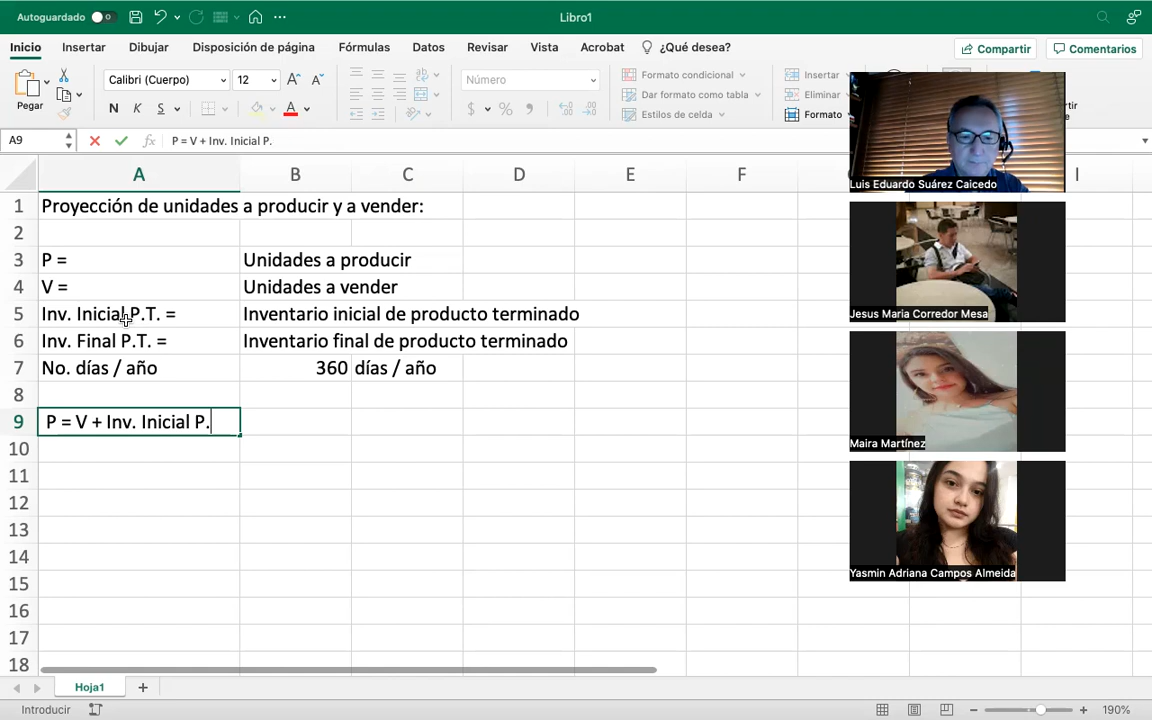 Autoguardado
Libro1
Inicio Insertar Dibujar Disposición de página Fórmulas Datos Revisar Vista Acrobat ¿Qué desea? Compartir Comentarios
Pegar
Calibri (Cuerpo) 12
N K S
Número
$ %
Formato condicional
Dar formato como tabla
Estilos de celda
Insertar
Eliminar
Formato
A9 fx P = V + Inv. Inicial P.
A B C D E F I
1 Proyección de unidades a producir y a vender:
2
3 P = Unidades a producir
4 V = Unidades a vender
5 Inv. Inicial P.T. = Inventario inicial de producto terminado
6 Inv. Final P.T. = Inventario final de producto terminado
7 No. días / año 360 días / año
8
9 P = V + Inv. Inicial P.
10
11
12
13
14
15
16
17
18
Luis Eduardo Suárez Caicedo
Jesus Maria Corredor Mesa
Maira Martínez
Yasmin Adriana Campos Almeida
Hoja1
Introducir
190%